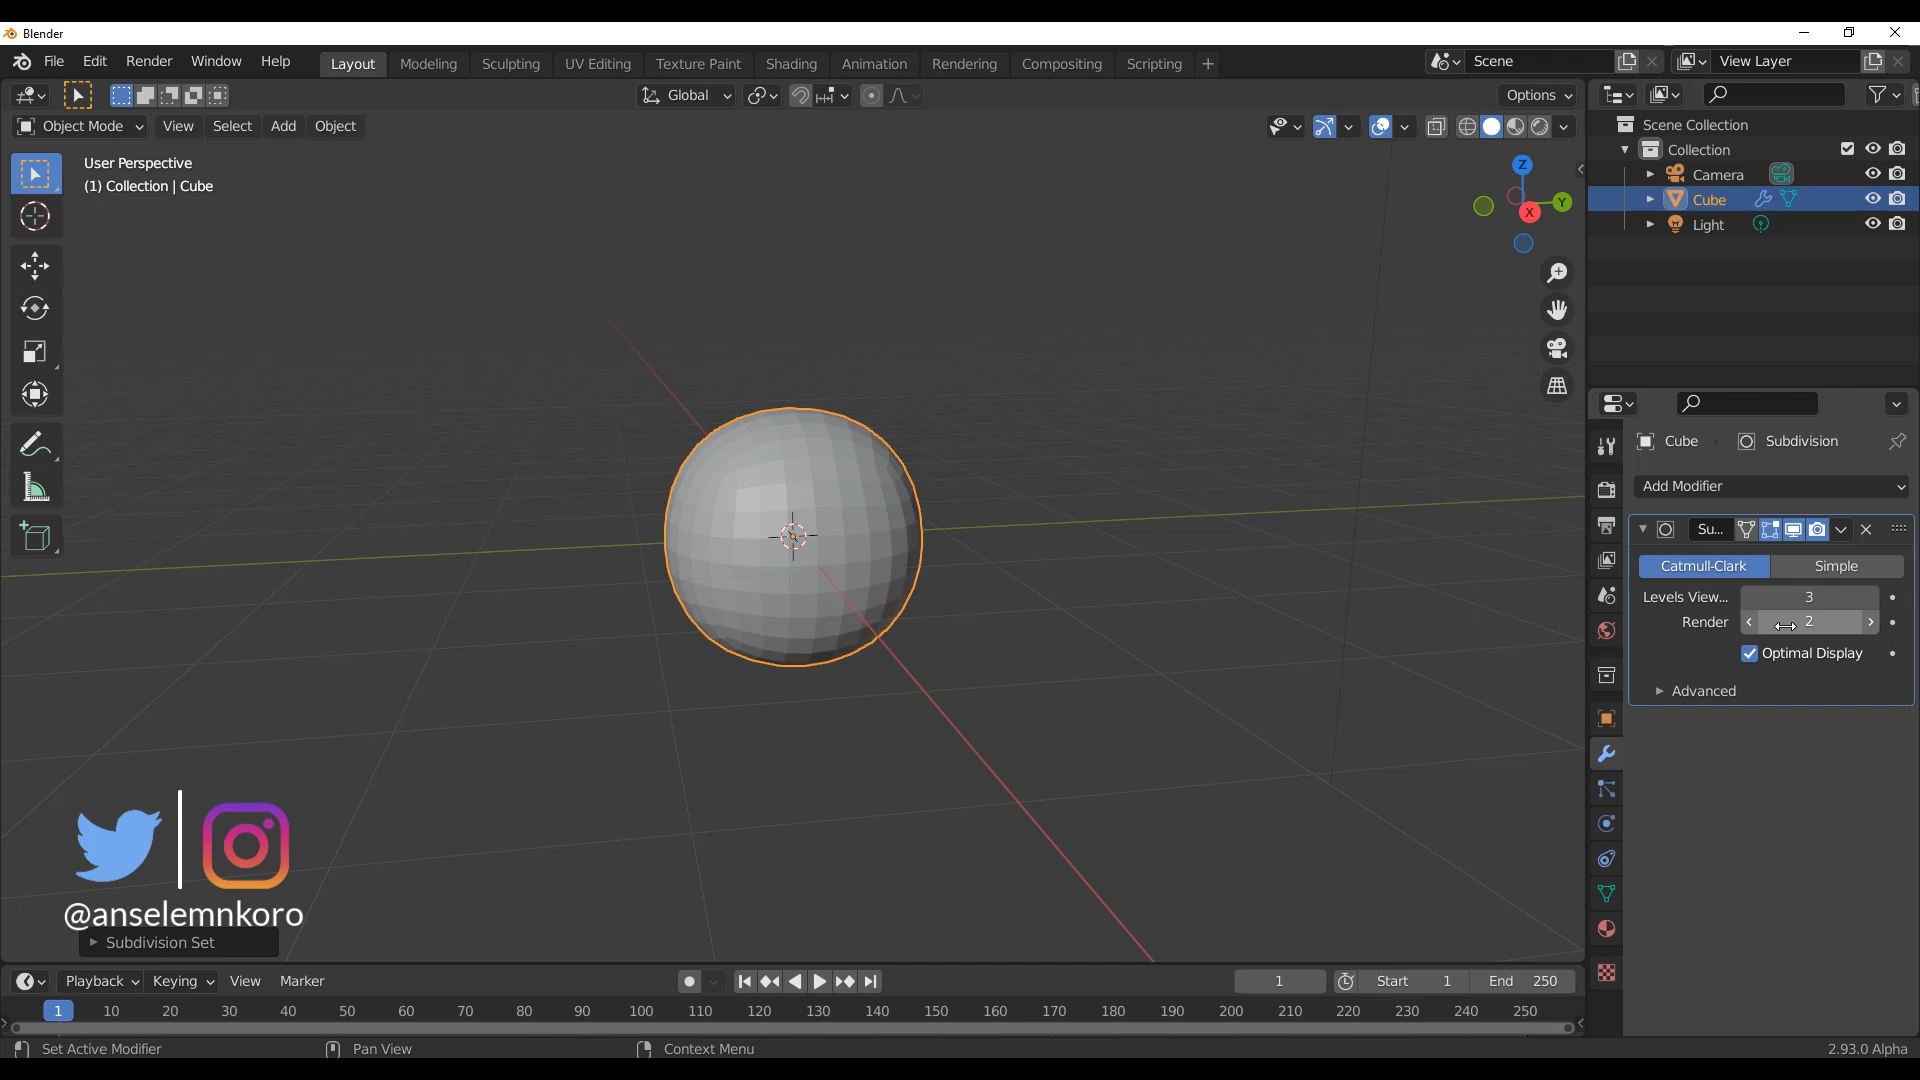 Blender
File Edit Render Window Help Layout Modeling Sculpting UV Editing Texture Paint Shading Animation Rendering Compositing Scripting + Scene View Layer
Global Options
Object Mode View Select Add Object
User Perspective
(1) Collection | Cube
Z
Y
X
Scene Collection
Collection
Camera
Cube
Light
Cube Subdivision
Add Modifier
Su...
Catmull-Clark Simple
Levels View... 3
Render 2
Optimal Display
Advanced
@anselemnkoro
Subdivision Set
Playback Keying View Marker 1 Start 1 End 250
1 10 20 30 40 50 60 70 80 90 100 110 120 130 140 150 160 170 180 190 200 210 220 230 240 250
Set Active Modifier Pan View Context Menu 2.93.0 Alpha